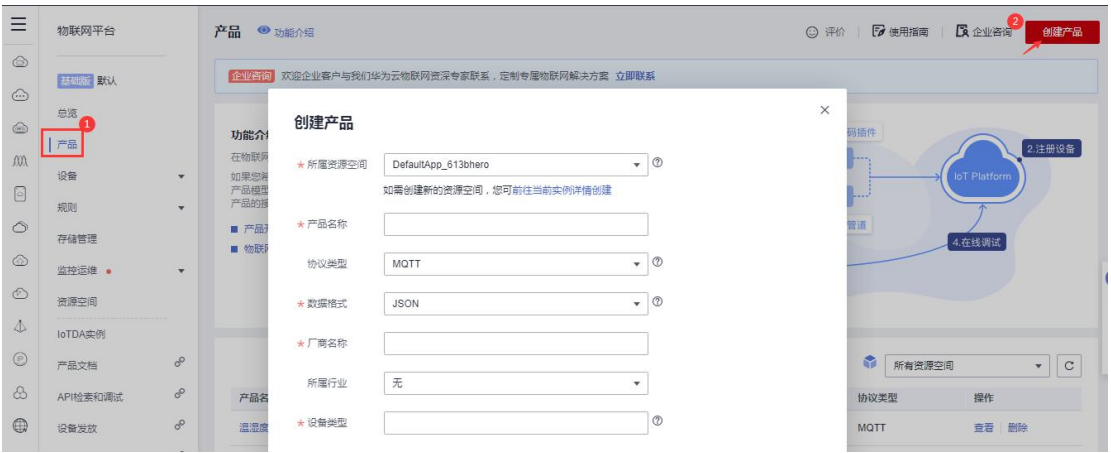 物联网平台
产品
功能介绍
评价
使用指南
企业咨询
2
创建产品
基础版 默认
企业咨询 欢迎企业客户与我们华为云物联网资深专家联系，定制专属物联网解决方案 立即联系
总览
1
产品
设备
规则
存储管理
监控运维
资源空间
IoTDA实例
产品文档
API检索和调试
设备发放
功能介
在物联网
如果您
产品模型
产品的
产品
物联网
创建产品
* 所属资源空间
DefaultApp_613bhero
如需创建新的资源空间，您可前往当前实例详情创建
* 产品名称
协议类型
MQTT
* 数据格式
JSON
* 厂商名称
所属行业
无
* 设备类型
码插件
2.注册设备
IoT Platform
管道
4.在线调试
所有资源空间
产品名
协议类型
操作
温湿度
MQTT
查看
删除